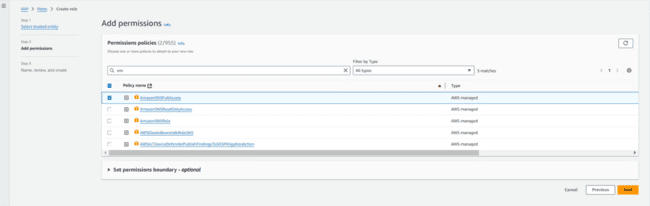 IAM > Roles > Create role
Step 1
Select trusted entity
Step 2
Add permissions
Step 3
Name, review, and create
Add permissions Info
Permissions policies (2/955) Info
Choose one or more policies to attach to your new role.
Filter by Type
sns
All types
5 matches
1
Policy name
Type
AmazonSNSFullAccess
AWS managed
AmazonSNSReadOnlyAccess
AWS managed
AmazonSNSRole
AWS managed
AWSElasticBeanstalkRoleSNS
AWS managed
AWSIoTDeviceDefenderPublishFindingsToSNSMitigationAction
AWS managed
Set permissions boundary - optional
Cancel
Previous
Next